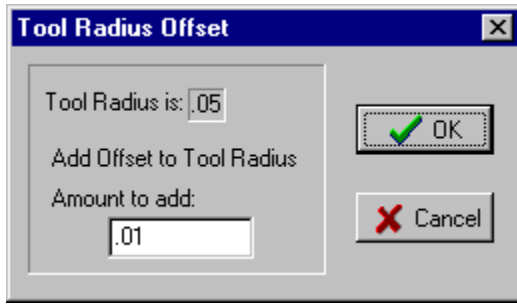 Tool Radius Offset
Tool Radius is: .05
Add Offset to Tool Radius
Amount to add:
.01
OK
Cancel